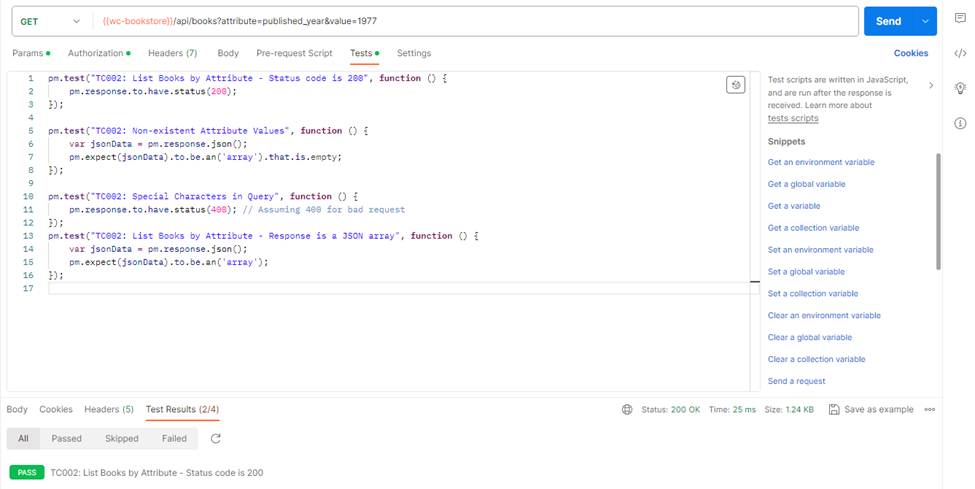 GET {{wc-bookstore}}/api/books?attribute=published_year&value=1977 Send
Params Authorization Headers (7) Body Pre-request Script Tests Settings Cookies
1 pm.test("TC002: List Books by Attribute - Status code is 200", function () {
2 pm.response.to.have.status(200);
3 });
4
5 pm.test("TC002: Non-existent Attribute Values", function () {
6 var jsonData = pm.response.json();
7 pm.expect(jsonData).to.be.an('array').that.is.empty;
8 });
9
10 pm.test("TC002: Special Characters in Query", function () {
11 pm.response.to.have.status(400); // Assuming 400 for bad request
12 });
13 pm.test("TC002: List Books by Attribute - Response is a JSON array", function () {
14 var jsonData = pm.response.json();
15 pm.expect(jsonData).to.be.an('array');
16 });
17
Test scripts are written in JavaScript,
and are run after the response is
received. Learn more about
tests scripts
Snippets
Get an environment variable
Get a global variable
Get a variable
Get a collection variable
Set an environment variable
Set a global variable
Set a collection variable
Clear an environment variable
Clear a global variable
Clear a collection variable
Send a request
Body Cookies Headers (5) Test Results (2/4) Status: 200 OK Time: 25 ms Size: 1.24 KB Save as example
All Passed Skipped Failed
PASS TC002: List Books by Attribute - Status code is 200